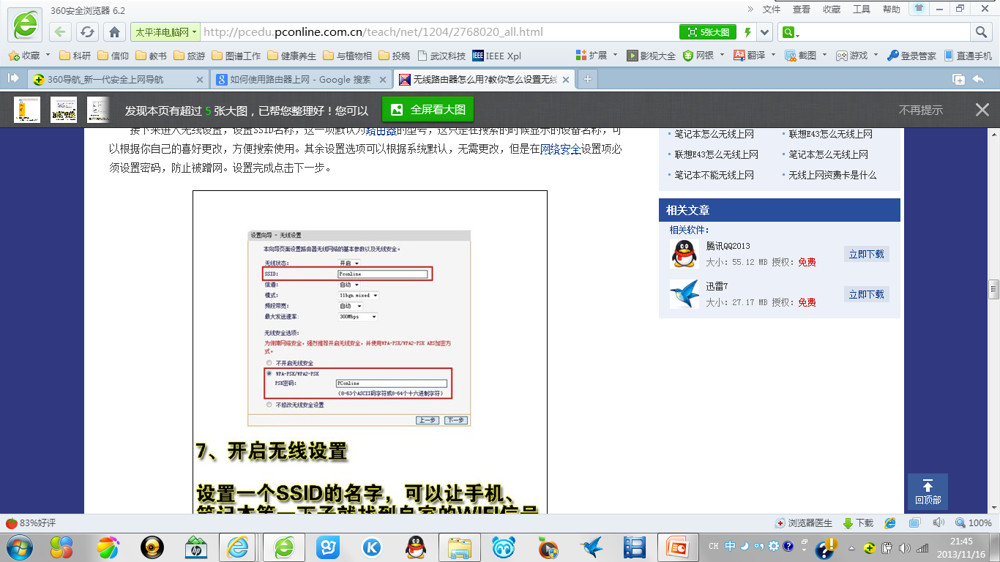 360安全浏览器 6.2
» 文件 查看 收藏 工具 帮助
太平洋电脑网
http://pcedu.pconline.com.cn/teach/net/1204/2768020_all.html
5张大图
收藏 科研 信仰 教书 旅游 图谱工作 健康养生 与植物相 投稿 武汉科技 IEEE Xpl
扩展 影视大全 网银 翻译 截图 游戏 登录管家 直通手机
360导航_新一代安全上网导航
如何使用路由器上网 - Google 搜索
无线路由器怎么用?教你怎么设置无线
发现本页有超过 5 张大图，已帮您整理好！您可以
全屏看大图
不再提示
接下来进入无线设置，设置SSID名称，这一项默认为路由器的型号，这只是在搜索的时候显示的设备名称，可
以根据你自己的喜好更改，方便搜索使用。其余设置选项可以根据系统默认，无需更改，但是在网络安全设置项必
须设置密码，防止被蹭网。设置完成点击下一步。
设置向导 - 无线设置
本向导页面设置路由器无线网络的基本参数以及无线安全。
无线状态: 开启
SSID: Pconline
信道: 自动
模式: 11bgn mixed
频段带宽: 自动
最大发送速率: 300Mbps
无线安全选项:
为保障网络安全，强烈推荐开启无线安全，并使用WPA-PSK/WPA2-PSK AES加密方
式。
不开启无线安全
WPA-PSK/WPA2-PSK
PSK密码: PConline
(8-63个ASCII码字符或8-64个十六进制字符)
不修改无线安全设置
上一步 下一步
7、开启无线设置
设置一个SSID的名字，可以让手机、
笔记本第一下子就找到自家的WIFI信号
笔记本怎么无线上网 联想E43怎么无线上网
联想E43怎么无线上网 笔记本怎么无线上网
笔记本不能无线上网 无线上网资费卡是什么
相关文章
相关软件:
腾讯QQ2013
大小: 55.12 MB 授权: 免费
立即下载
迅雷7
大小: 27.17 MB 授权: 免费
立即下载
回顶部
83%好评
浏览器医生 下载 100%
CH 中
21:45
2013/11/16